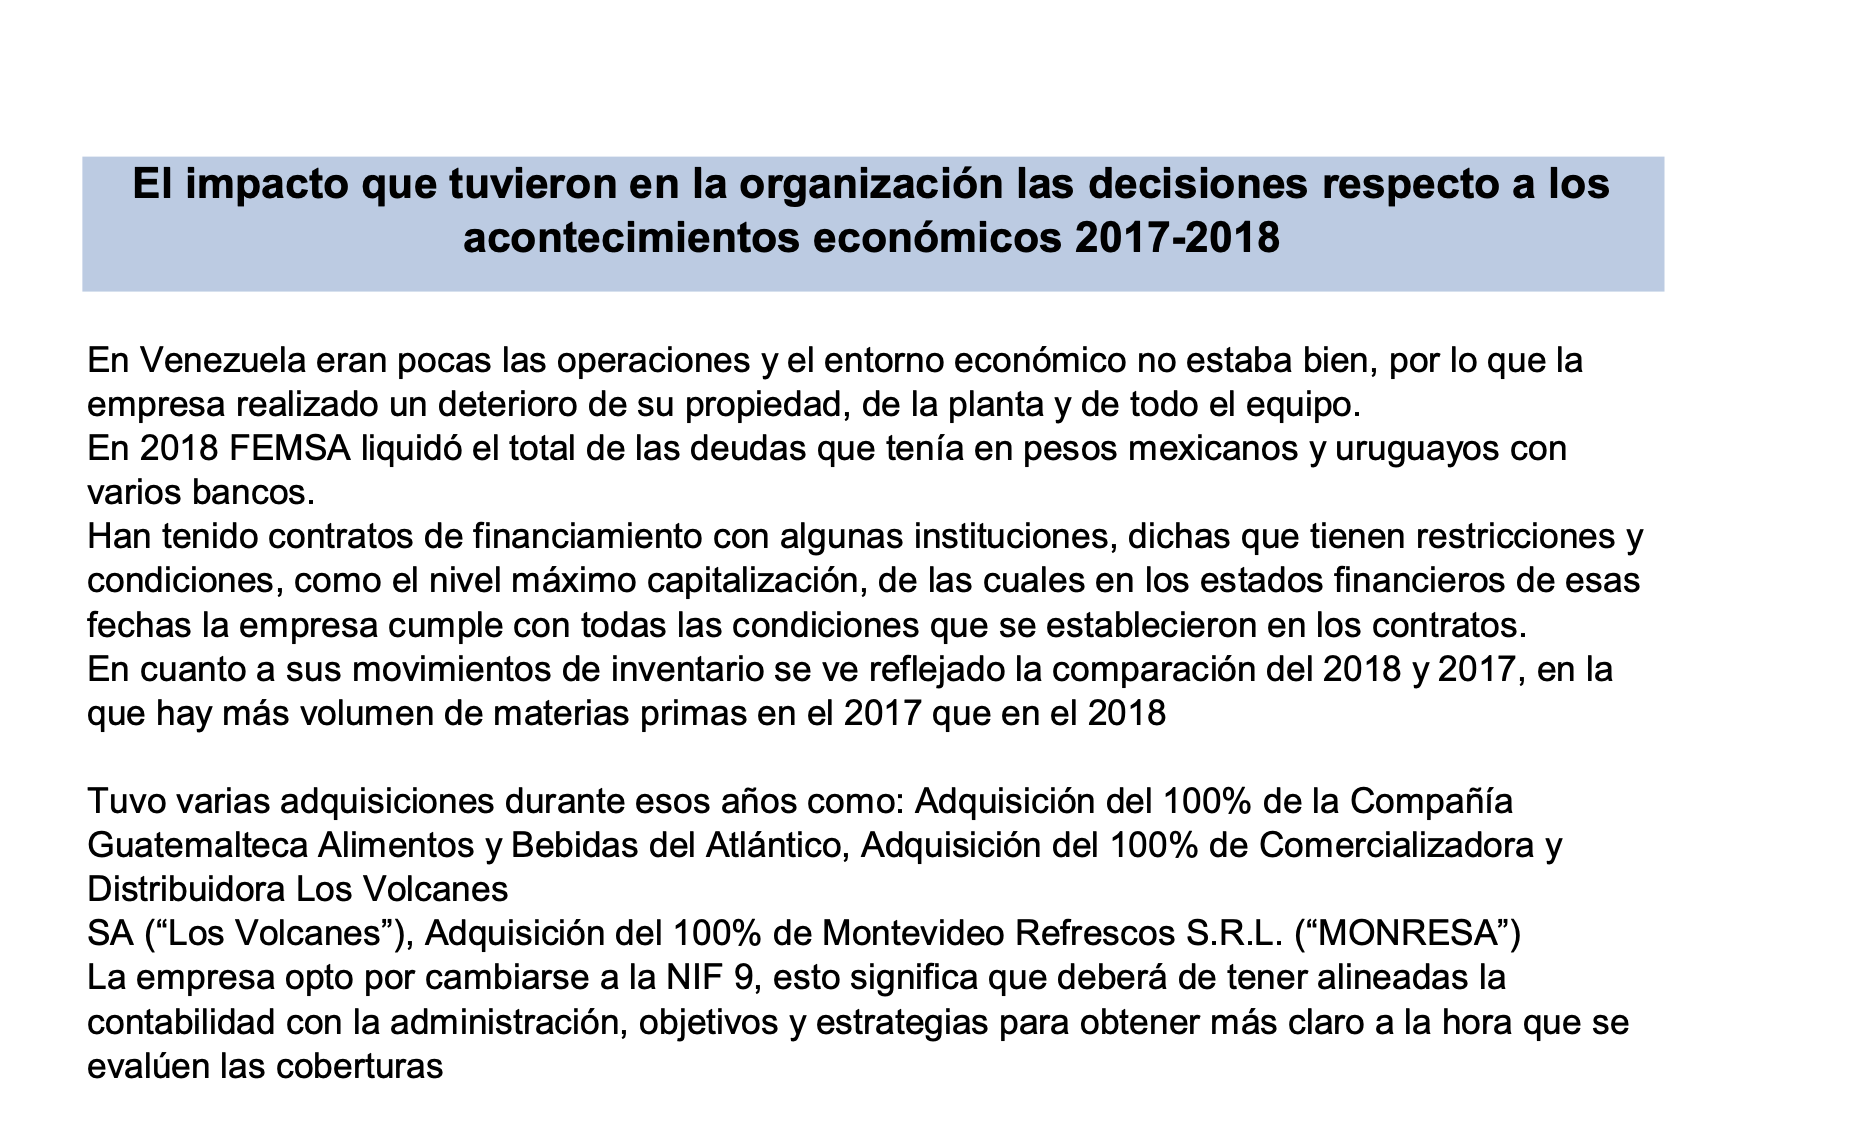 El impacto que tuvieron en la organización las decisiones respecto a los
acontecimientos económicos 2017-2018
En Venezuela eran pocas las operaciones y el entorno económico no estaba bien, por lo que la
empresa realizado un deterioro de su propiedad, de la planta y de todo el equipo.
En 2018 FEMSA liquidó el total de las deudas que tenía en pesos mexicanos y uruguayos con
varios bancos.
Han tenido contratos de financiamiento con algunas instituciones, dichas que tienen restricciones y
condiciones, como el nivel máximo capitalización, de las cuales en los estados financieros de esas
fechas la empresa cumple con todas las condiciones que se establecieron en los contratos.
En cuanto a sus movimientos de inventario se ve reflejado la comparación del 2018 y 2017, en la
que hay más volumen de materias primas en el 2017 que en el 2018
Tuvo varias adquisiciones durante esos años como: Adquisición del 100% de la Compañía
Guatemalteca Alimentos y Bebidas del Atlántico, Adquisición del 100% de Comercializadora y
Distribuidora Los Volcanes
SA (“Los Volcanes”), Adquisición del 100% de Montevideo Refrescos S.R.L. (“MONRESA”)
La empresa opto por cambiarse a la NIF 9, esto significa que deberá de tener alineadas la
contabilidad con la administración, objetivos y estrategias para obtener más claro a la hora que se
evalúen las coberturas